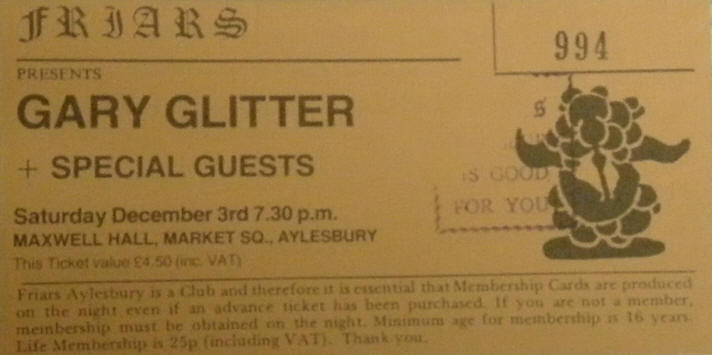 FRIARS
994
PRESENTS
GARY GLITTER
+ SPECIAL GUESTS
S
IS GOOD
FOR YOU
Saturday December 3rd 7.30 p.m.
MAXWELL HALL, MARKET SQ., AYLESBURY
This Ticket value £4.50 (inc. VAT)
Friars Aylesbury is a Club and therefore it is essential that Membership Cards are produced
on the night even if an advance ticket has been purchased. If you are not a member,
membership must be obtained on the night. Minimum age for membership is 16 years.
Life Membership is 25p (including VAT). Thank you.